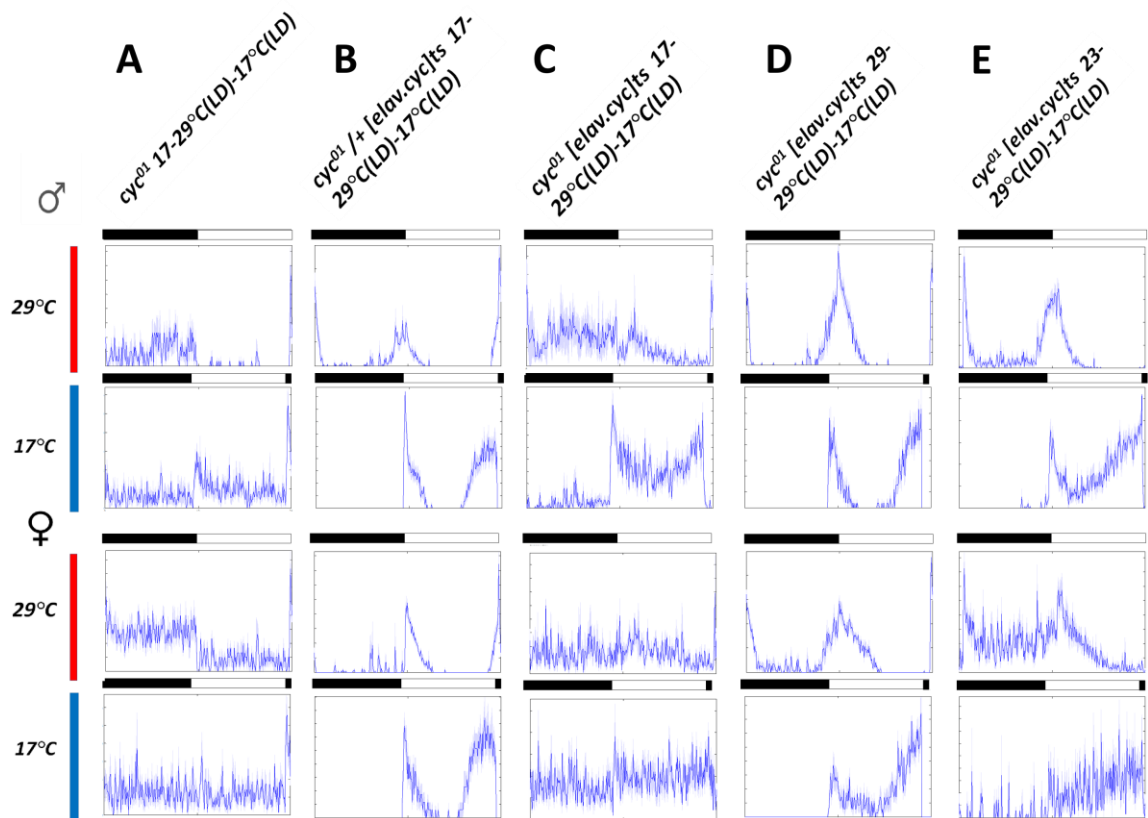 A
B
C
D
E
cyc⁰¹ 17-29°C(LD)-17°C(LD)
cyc⁰¹ /+ [elav.cyc]ts 17-
29°C(LD)-17°C(LD)
cyc⁰¹ [elav.cyc]ts 17-
29°C(LD)-17°C(LD)
cyc⁰¹ [elav.cyc]ts 29-
29°C(LD)-17°C(LD)
cyc⁰¹ [elav.cyc]ts 23-
29°C(LD)-17°C(LD)
♂
29°C
17°C
♀
29°C
17°C